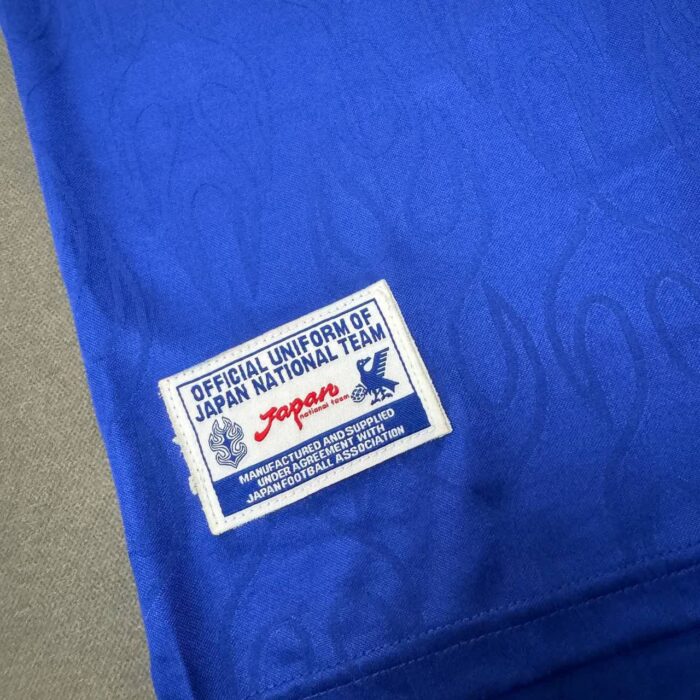 OFFICIAL UNIFORM OF
JAPAN NATIONAL TEAM
Japan
national team
MANUFACTURED AND SUPPLIED
UNDER AGREEMENT WITH
JAPAN FOOTBALL ASSOCIATION